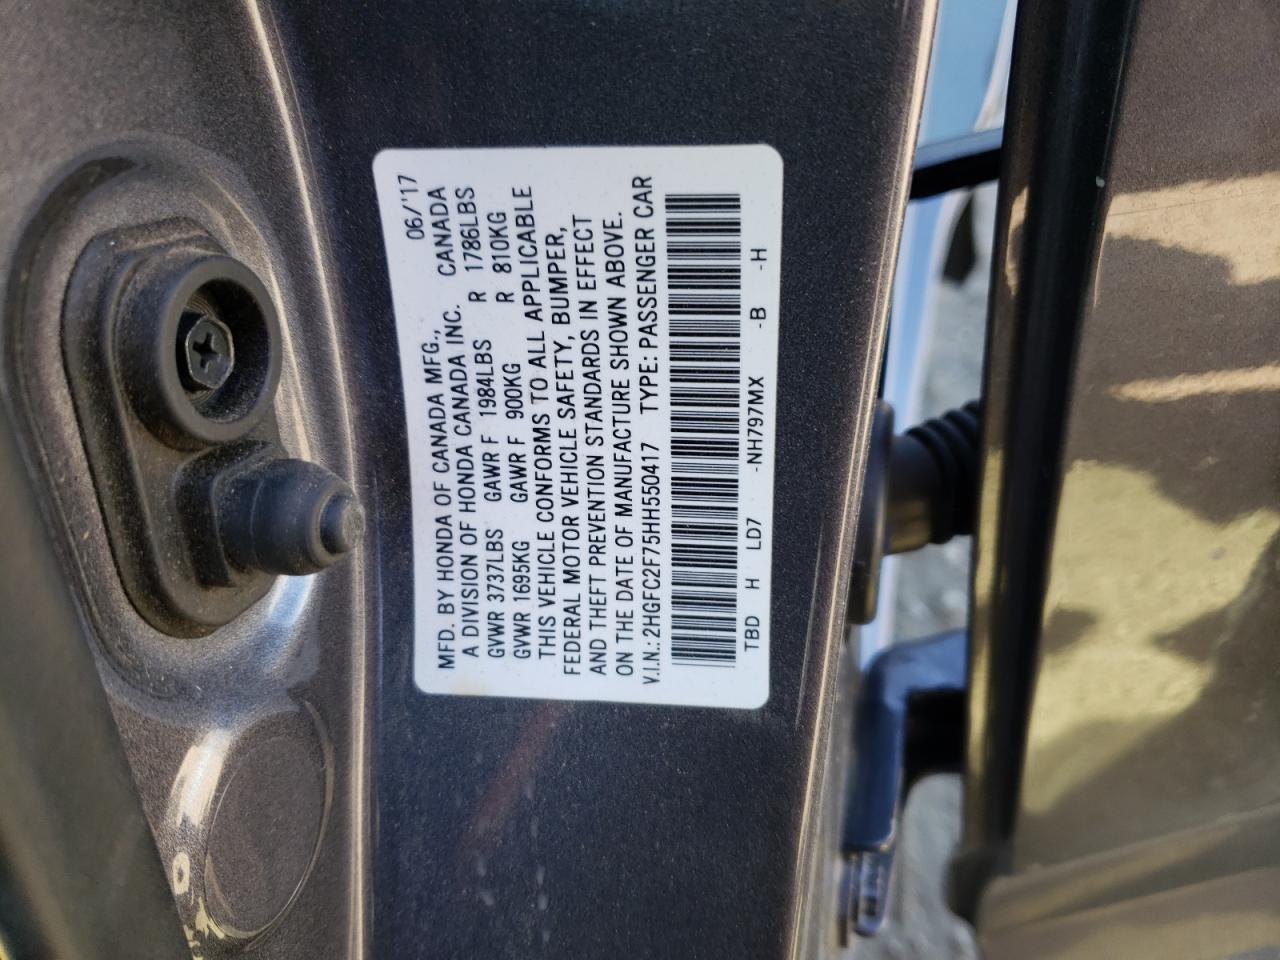 MFD. BY HONDA OF CANADA MFG., 06/'17
A DIVISION OF HONDA CANADA INC. CANADA
GVWR 3737LBS GAWR F 1984LBS R 1786LBS
GVWR 1695KG GAWR F 900KG R 810KG
THIS VEHICLE CONFORMS TO ALL APPLICABLE
FEDERAL MOTOR VEHICLE SAFETY, BUMPER,
AND THEFT PREVENTION STANDARDS IN EFFECT
ON THE DATE OF MANUFACTURE SHOWN ABOVE.
V.I.N.:2HGFC2F75HH550417 TYPE: PASSENGER CAR
TBD H LD7 -NH797MX -B -H